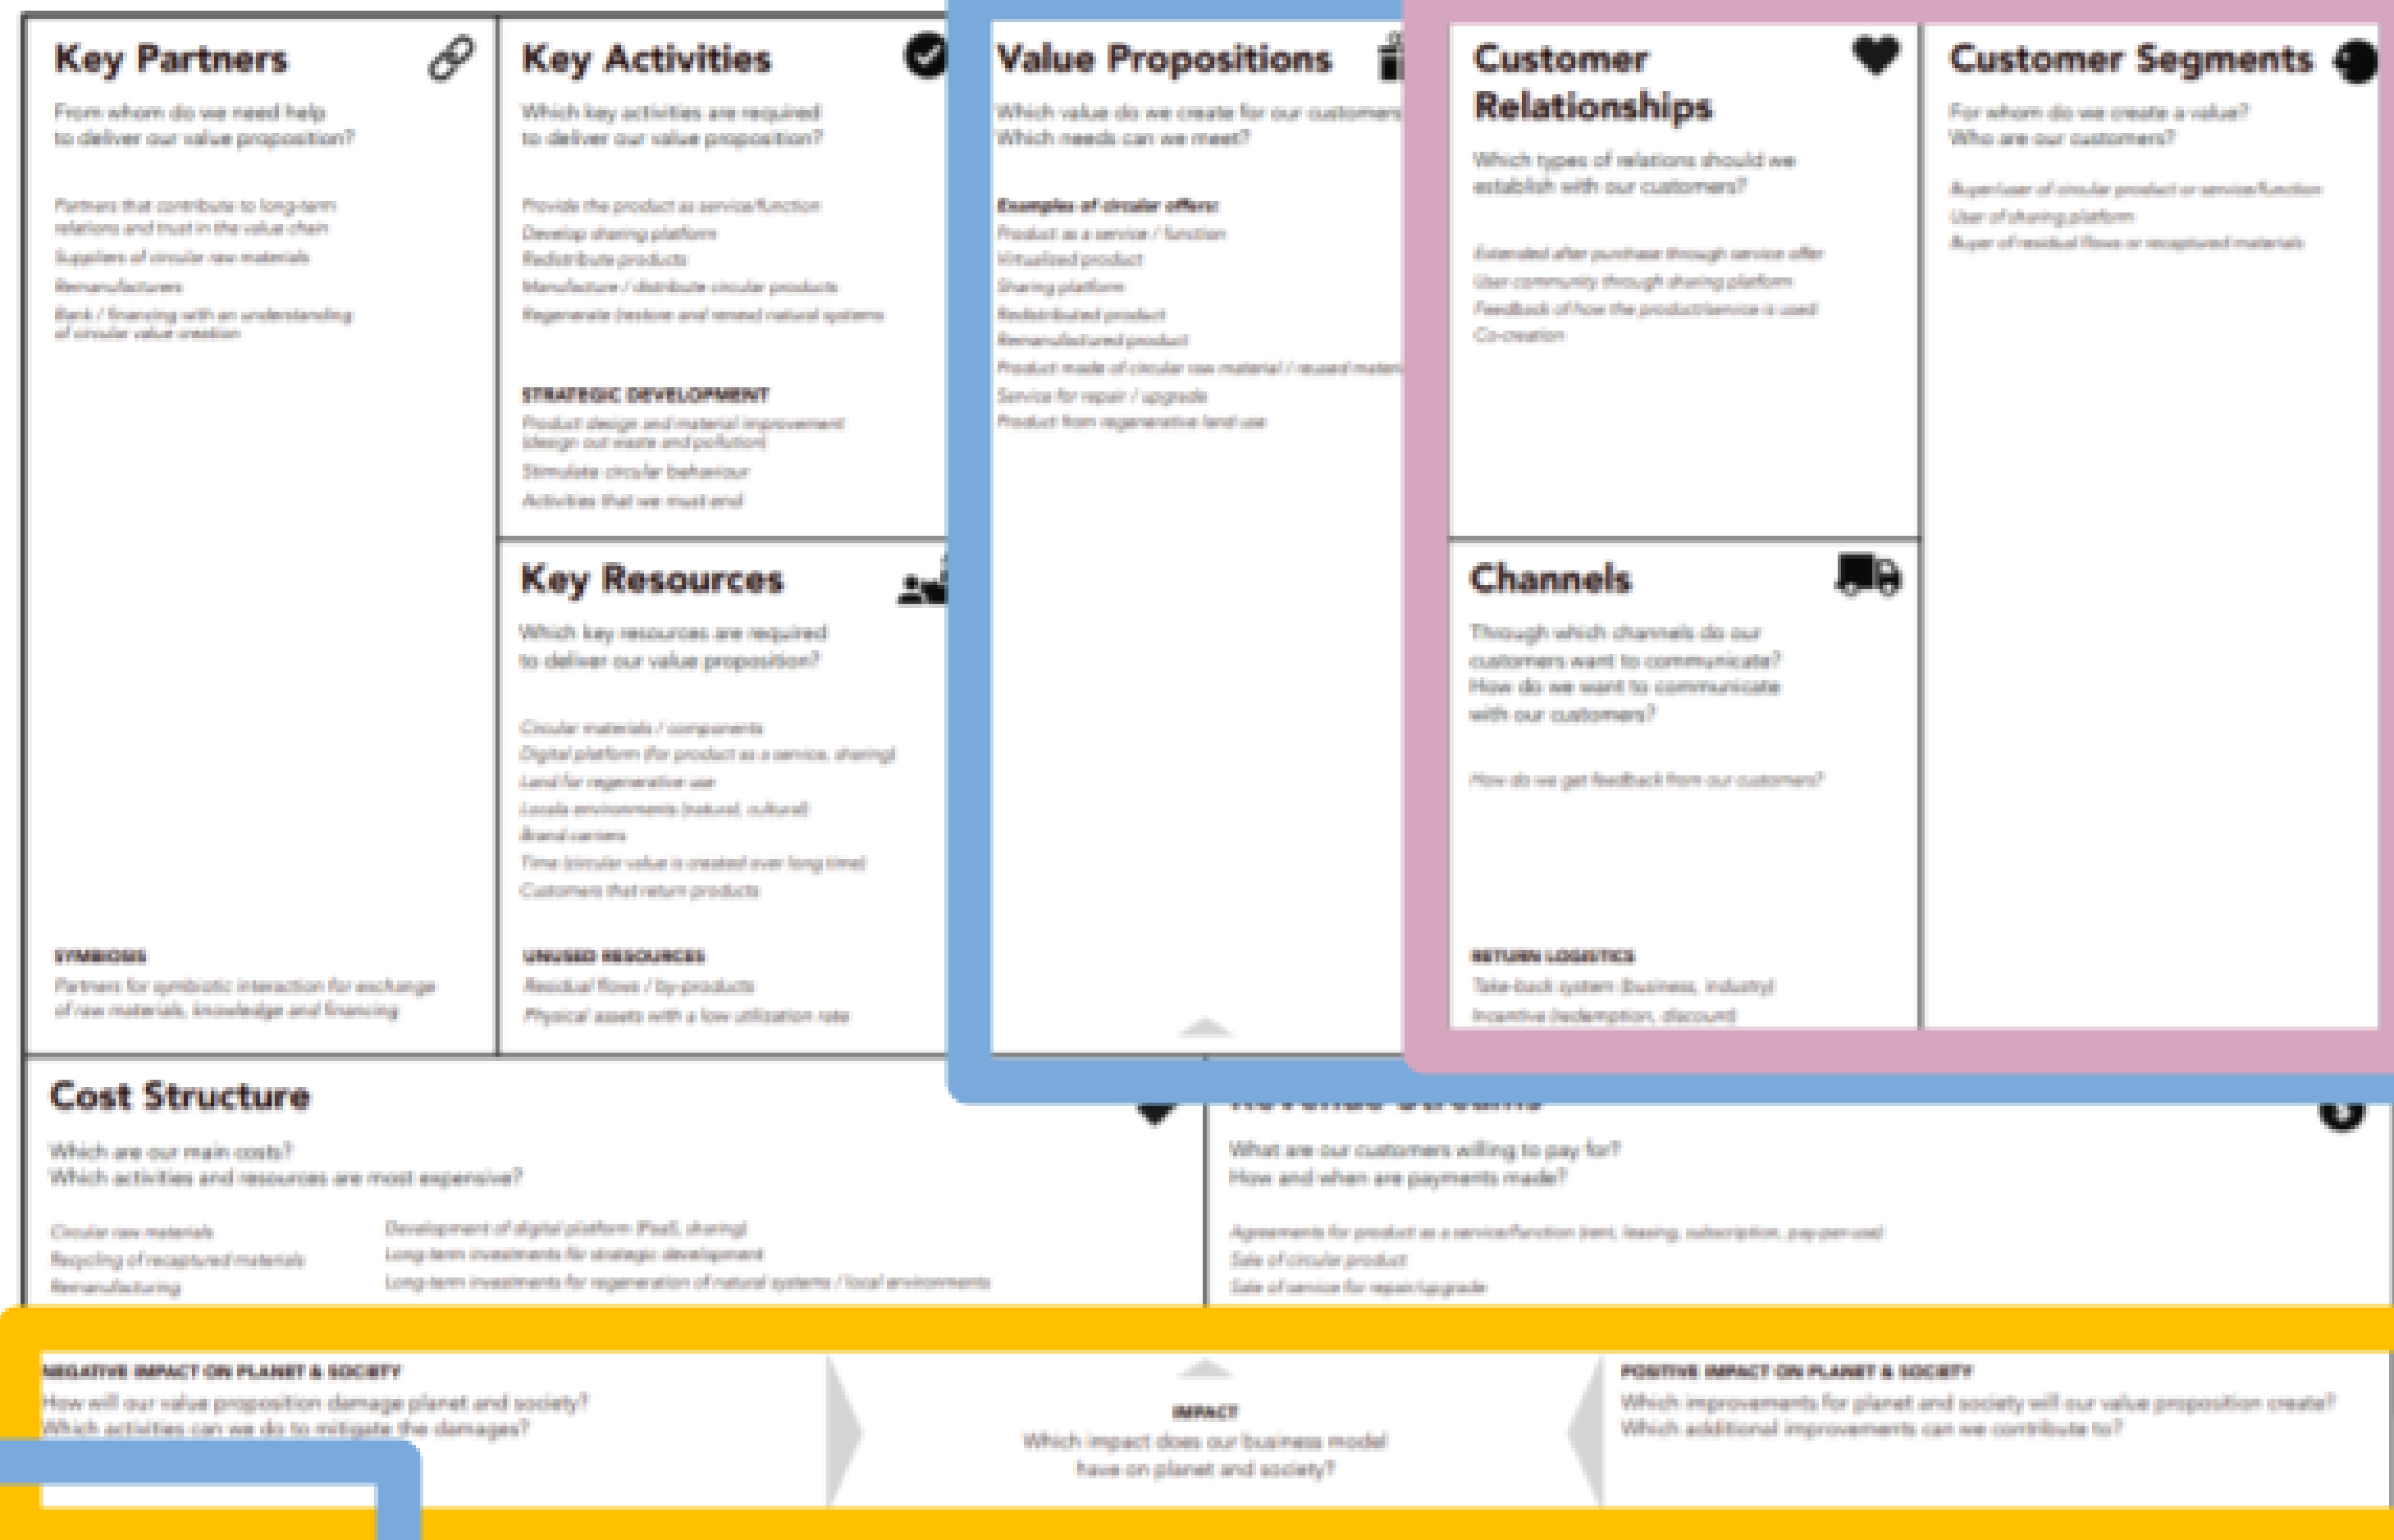 Key Partners
From whom do we need help
to deliver our value proposition?
Partners that contribute to long-term
relations and trust in the value chain
Suppliers of circular raw materials
Remanufacturers
Bank / financing with an understanding
of circular value creation
SYMBIOSIS
Partners for symbiotic interaction for exchange
of raw materials, knowledge and financing
Key Activities
Which key activities are required
to deliver our value proposition?
Provide the product as service/function
Develop sharing platform
Redistribute products
Manufacture / distribute circular products
Regenerate (restore and renew) natural systems
STRATEGIC DEVELOPMENT
Product design and material improvement
(design out waste and pollution)
Stimulate circular behaviour
Activities that we must end
Key Resources
Which key resources are required
to deliver our value proposition?
Circular materials / components
Digital platform (for product as a service, sharing)
Land for regenerative use
Locale environments (natural, cultural)
Brand carriers
Time (circular value is created over long time)
Customers that return products
UNUSED RESOURCES
Residual flows / by-products
Physical assets with a low utilization rate
Value Propositions
Which value do we create for our customers
Which needs can we meet?
Examples of circular offers:
Product as a service / function
Virtualized product
Sharing platform
Redistributed product
Remanufactured product
Product made of circular raw material / reused materi
Service for repair / upgrade
Product from regenerative land use
Customer
Relationships
Which types of relations should we
establish with our customers?
Extended after purchase through service offer
User community through sharing platform
Feedback of how the product/service is used
Co-creation
Channels
Through which channels do our
customers want to communicate?
How do we want to communicate
with our customers?
How do we get feedback from our customers?
RETURN LOGISTICS
Take-back system (business, industry)
Incentive (redemption, discount)
Customer Segments
For whom do we create a value?
Who are our customers?
Buyer/user of circular product or service/function
User of sharing platform
Buyer of residual flows or recaptured materials
Cost Structure
Which are our main costs?
Which activities and resources are most expensive?
Circular raw materials
Recycling of recaptured materials
Remanufacturing
Development of digital platform (PaaS, sharing)
Long-term investments för strategic development
Long-term investments for regeneration of natural systems / local environments
What are our customers willing to pay for?
How and when are payments made?
Agreements for product as a service/function (rent, leasing, subscription, pay-per-use)
Sale of circular product
Sale of service for repair/upgrade
NEGATIVE IMPACT ON PLANET & SOCIETY
How will our value proposition damage planet and society?
Which activities can we do to mitigate the damages?
IMPACT
Which impact does our business model
have on planet and society?
POSITIVE IMPACT ON PLANET & SOCIETY
Which improvements for planet and society will our value proposition create?
Which additional improvements can we contribute to?